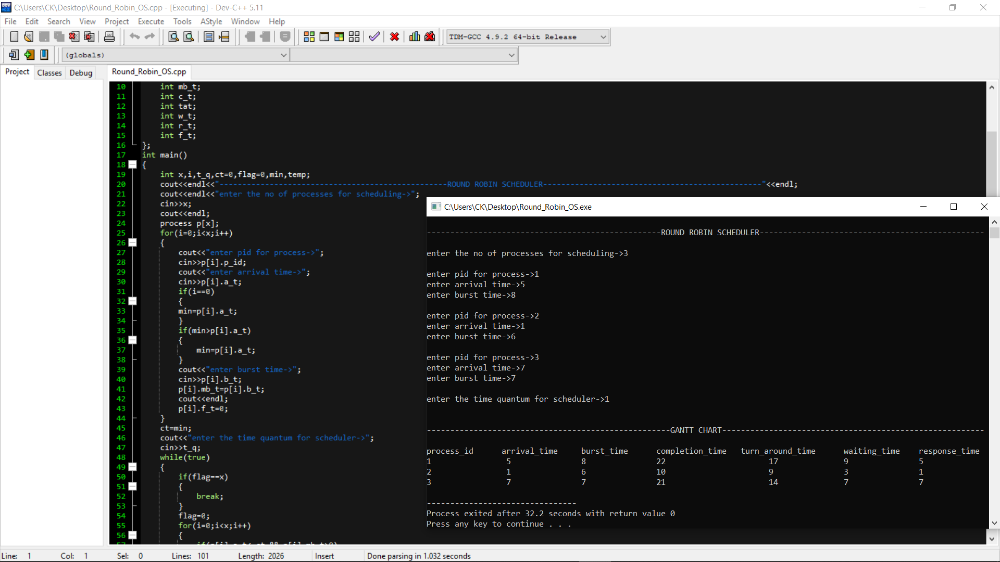 C:\Users\CK\Desktop\Round_Robin_OS.cpp - [Executing] - Dev-C++ 5.11
File Edit Search View Project Execute Tools AStyle Window Help
TDM-GCC 4.9.2 64-bit Release
(globals)
Project Classes Debug
Round_Robin_OS.cpp
10 int mb_t;
11 int c_t;
12 int tat;
13 int w_t;
14 int r_t;
15 int f_t;
16 };
17 int main()
18 {
19 int x,i,t_q,ct=0,flag=0,min,temp;
20 cout<<endl<<"--------------------------------------------------ROUND ROBIN SCHEDULER------------------------------------------------"<<endl;
21 cout<<endl<<"enter the no of processes for scheduling->";
22 cin>>x;
23 cout<<endl;
24 process p[x];
25 for(i=0;i<x;i++)
26 {
27 cout<<"enter pid for process->";
28 cin>>p[i].p_id;
29 cout<<"enter arrival time->";
30 cin>>p[i].a_t;
31 if(i==0)
32 {
33 min=p[i].a_t;
34 }
35 if(min>p[i].a_t)
36 {
37 min=p[i].a_t;
38 }
39 cout<<"enter burst time->";
40 cin>>p[i].b_t;
41 p[i].mb_t=p[i].b_t;
42 cout<<endl;
43 p[i].f_t=0;
44 }
45 ct=min;
46 cout<<"enter the time quantum for scheduler->";
47 cin>>t_q;
48 while(true)
49 {
50 if(flag==x)
51 {
52 break;
53 }
54 flag=0;
55 for(i=0;i<x;i++)
56 {
C:\Users\CK\Desktop\Round_Robin_OS.exe
--------------------------------------------------ROUND ROBIN SCHEDULER------------------------------------------------
enter the no of processes for scheduling->3
enter pid for process->1
enter arrival time->5
enter burst time->8
enter pid for process->2
enter arrival time->1
enter burst time->6
enter pid for process->3
enter arrival time->7
enter burst time->7
enter the time quantum for scheduler->1
----------------------------------------------------GANTT CHART--------------------------------------------------------
process_id arrival_time burst_time completion_time turn_around_time waiting_time response_time
1 5 8 22 17 9 5
2 1 6 10 9 3 1
3 7 7 21 14 7 7
--------------------------------
Process exited after 32.2 seconds with return value 0
Press any key to continue . . .
Line: 1 Col: 1 Sel: 0 Lines: 101 Length: 2026 Insert Done parsing in 1.032 seconds